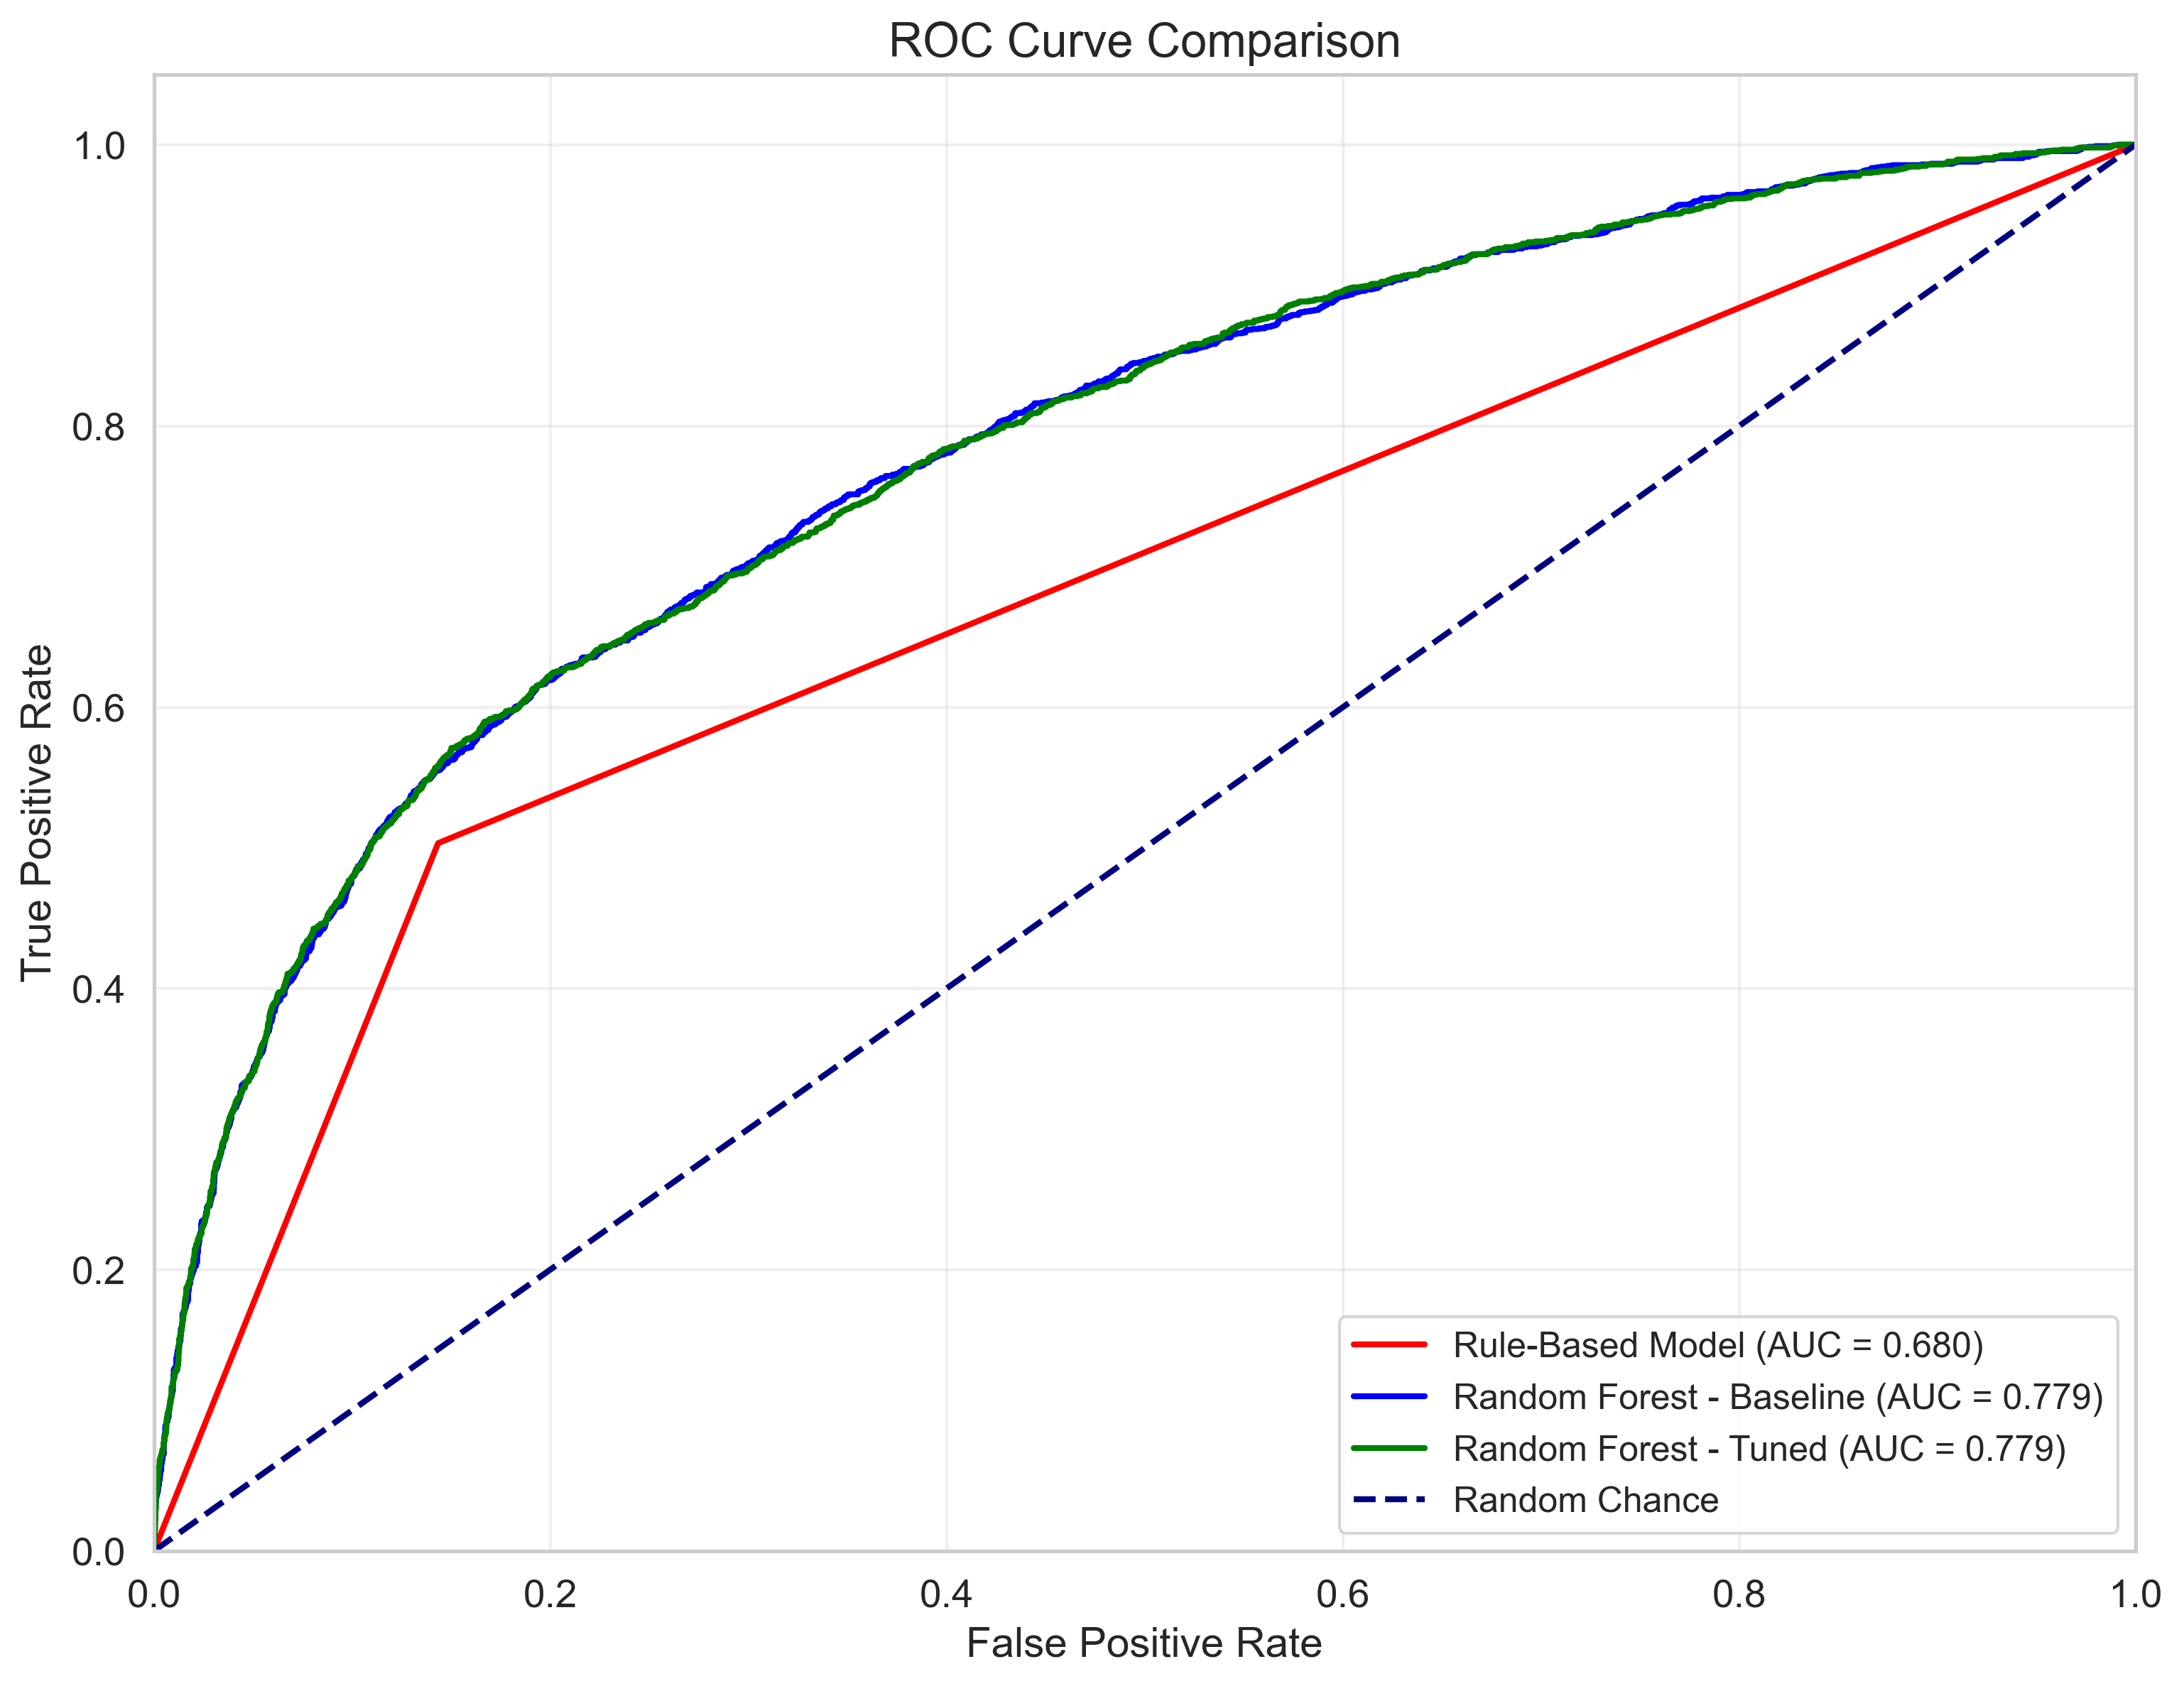 ROC Curve Comparison
1.0
0.8
0.6
0.4
0.2
0.0
True Positive Rate
0.0 0.2 0.4 0.6 0.8 1.0
False Positive Rate
Rule-Based Model (AUC = 0.680)
Random Forest - Baseline (AUC = 0.779)
Random Forest - Tuned (AUC = 0.779)
Random Chance